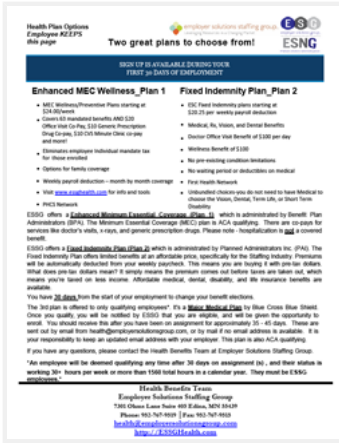 Health Plan Options
Employee KEEPS
this page
employer solutions staffing group
ESSG
ESNG
Two great plans to choose from!
SIGN UP IS AVAILABLE DURING YOUR
FIRST 30 DAYS OF EMPLOYMENT
Enhanced MEC Wellness_Plan 1
• MEC Wellness/Preventive Plans starting at $24.00/week
• Covers 63 mandated benefits AND $20 Office Visit Co-Pay, $10 Generic Prescription Drug Co-pay, $10 CVS Minute Clinic co-pay and more!
• Eliminates employee individual mandate tax for those enrolled
• Options for family coverage
• Weekly payroll deduction – month by month coverage
• Visit www.essghealth.com for info and tools
• PHCS Network
Fixed Indemnity Plan_Plan 2
• ESC Fixed Indemnity plans starting at $20.25 per weekly payroll deduction
• Medical, Rx, Vision, and Dental Benefits
• Doctor Office Visit Benefit of $100 per day
• Wellness Benefit of $100
• No pre-existing condition limitations
• No waiting period or deductibles on medical
• First Health Network
• Unbundled choices-you do not need to have Medical to choose the Vision, Dental, Term Life, or Short Term Disability
ESSG offers a Enhanced Minimum Essential Coverage (Plan 1) which is administered by Benefit Plan
Administrators (BPA). The Minimum Essential Coverage (MEC) plan is ACA qualifying. There are co-pays for
services like doctor's visits, x-rays, and generic prescription drugs. Please note - hospitalization is not a covered
benefit.
ESSG offers a Fixed Indemnity Plan (Plan 2) which is administered by Planned Administrators Inc. (PAI). The
Fixed Indemnity Plan offers limited benefits at an affordable price, specifically for the Staffing Industry. Premiums
will be automatically deducted from your weekly paycheck. This means you are buying it with pre-tax dollars.
What does pre-tax dollars mean? It simply means the premium comes out before taxes are taken out, which
means you're taxed on less income. Affordable medical, dental, disability, and life insurance benefits are
available.
You have 30 days from the start of your employment to change your benefit elections.
The 3rd plan is offered to only qualifying employees*. It's a Major Medical Plan by Blue Cross Blue Shield.
Once you qualify, you will be notified by ESSG that you are eligible, and will be given the opportunity to
enroll. You should receive this after you have been on assignment for approximately 35 - 45 days. These are
sent out by email from health@employersolutionsgroup.com, or by mail if no email address is available. It is
your responsibility to keep an updated email address with your employer. This plan is also ACA qualifying.
If you have any questions, please contact the Health Benefits Team at Employer Solutions Staffing Group.
*An employee will be deemed qualifying any time after 30 days on assignment (s) , and their status is
working 30+ hours per week or more than 1560 total hours in a calendar year. They must be ESSG
employees.*
Health Benefits Team
Employer Solutions Staffing Group
7301 Ohms Lane Suite 405 Edina, MN 55439
Phone: 952-767-9519 | Fax: 952-767-9515
health@employersolutionsgroup.com
http://ESSGHealth.com